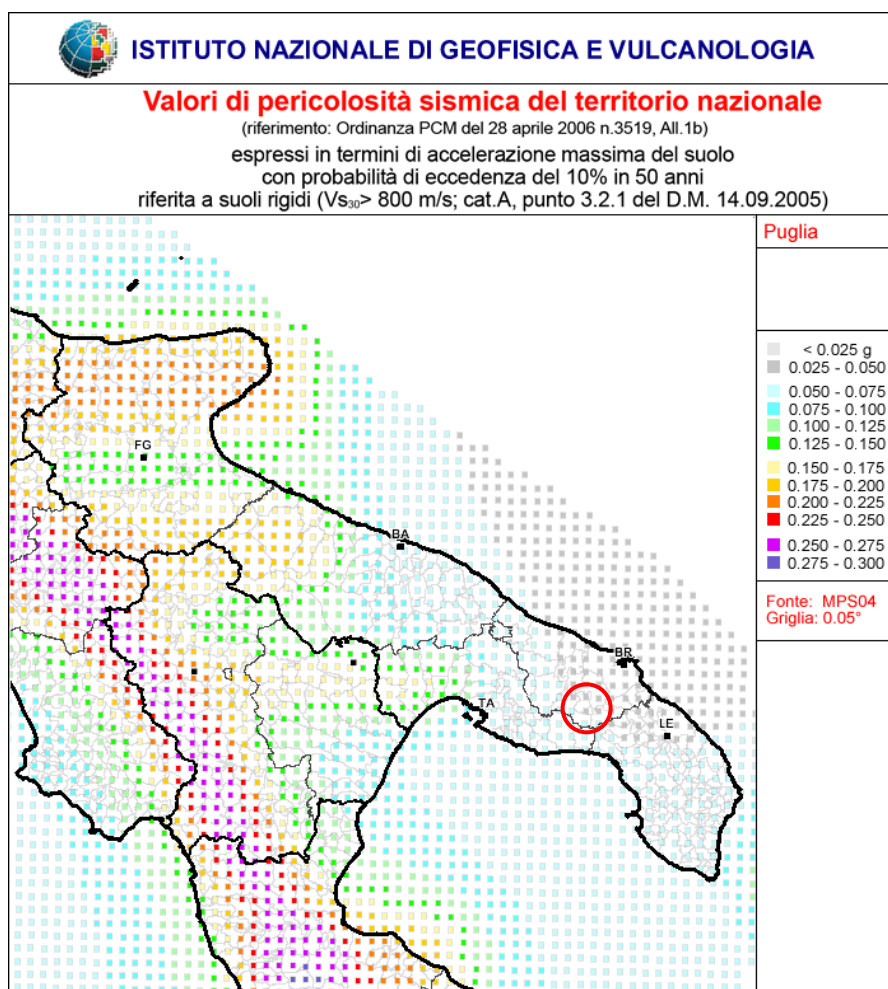 ISTITUTO NAZIONALE DI GEOFISICA E VULCANOLOGIA
Valori di pericolosità sismica del territorio nazionale
(riferimento: Ordinanza PCM del 28 aprile 2006 n.3519, All.1b)
espressi in termini di accelerazione massima del suolo
con probabilità di eccedenza del 10% in 50 anni
riferita a suoli rigidi (Vs30> 800 m/s; cat.A, punto 3.2.1 del D.M. 14.09.2005)
Puglia
< 0.025 g
0.025 - 0.050
0.050 - 0.075
0.075 - 0.100
0.100 - 0.125
0.125 - 0.150
0.150 - 0.175
0.175 - 0.200
0.200 - 0.225
0.225 - 0.250
0.250 - 0.275
0.275 - 0.300
Fonte: MPS04
Griglia: 0.05°
FG
BA
BR
TA
LE